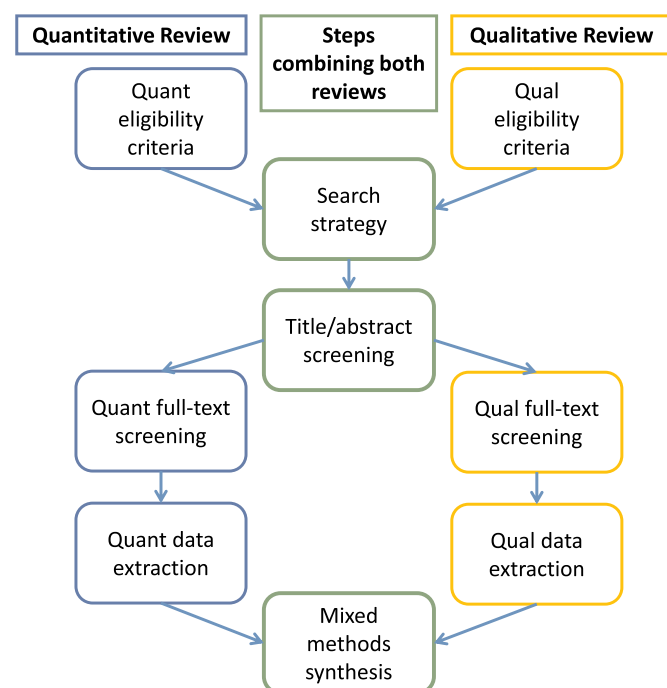 Quantitative Review
Steps
combining both
reviews
Qualitative Review
Quant
eligibility
criteria
Qual
eligibility
criteria
Search
strategy
Title/abstract
screening
Quant full-text
screening
Qual full-text
screening
Quant data
extraction
Qual data
extraction
Mixed
methods
synthesis